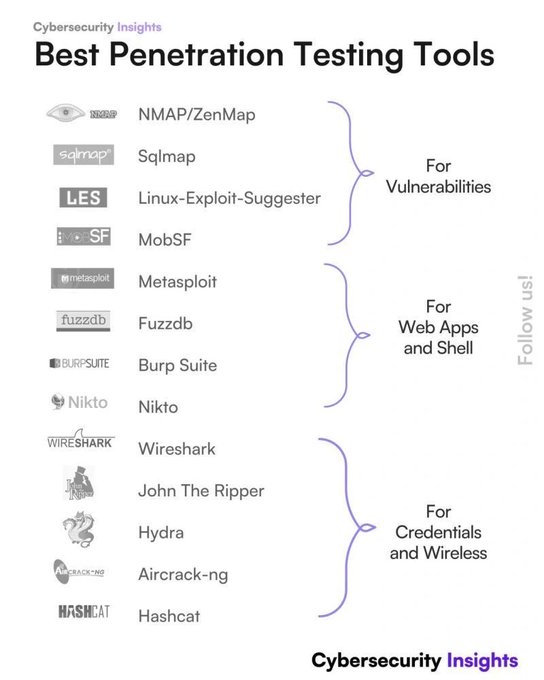 Cybersecurity Insights
Best Penetration Testing Tools
NMAP
NMAP/ZenMap
sqlmap
Sqlmap
LES
Linux-Exploit-Suggester
MobSF
MobSF
For
Vulnerabilities
metasploit
Metasploit
fuzzdb
Fuzzdb
BURPSUITE
Burp Suite
Nikto
Nikto
For
Web Apps
and Shell
Follow us!
WIRESHARK
Wireshark
John The Ripper
Hydra
AIRCRACK-NG
Aircrack-ng
HASHCAT
Hashcat
For
Credentials
and Wireless
Cybersecurity Insights